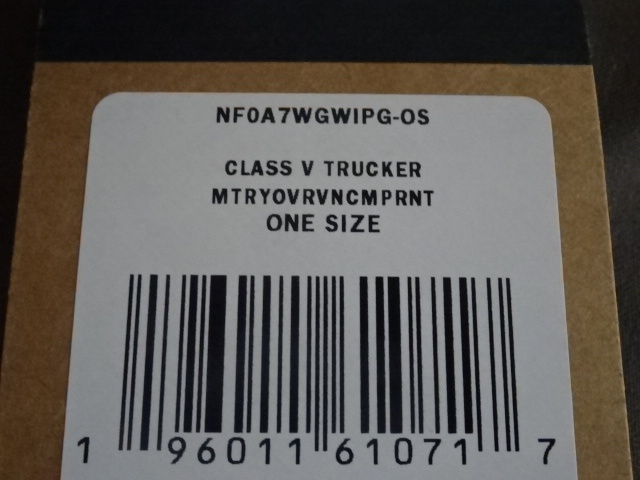 NF0A7WGWIPG-OS
CLASS V TRUCKER
MTRYOVRVNCMPRNT
ONE SIZE
1 96011 61071 7